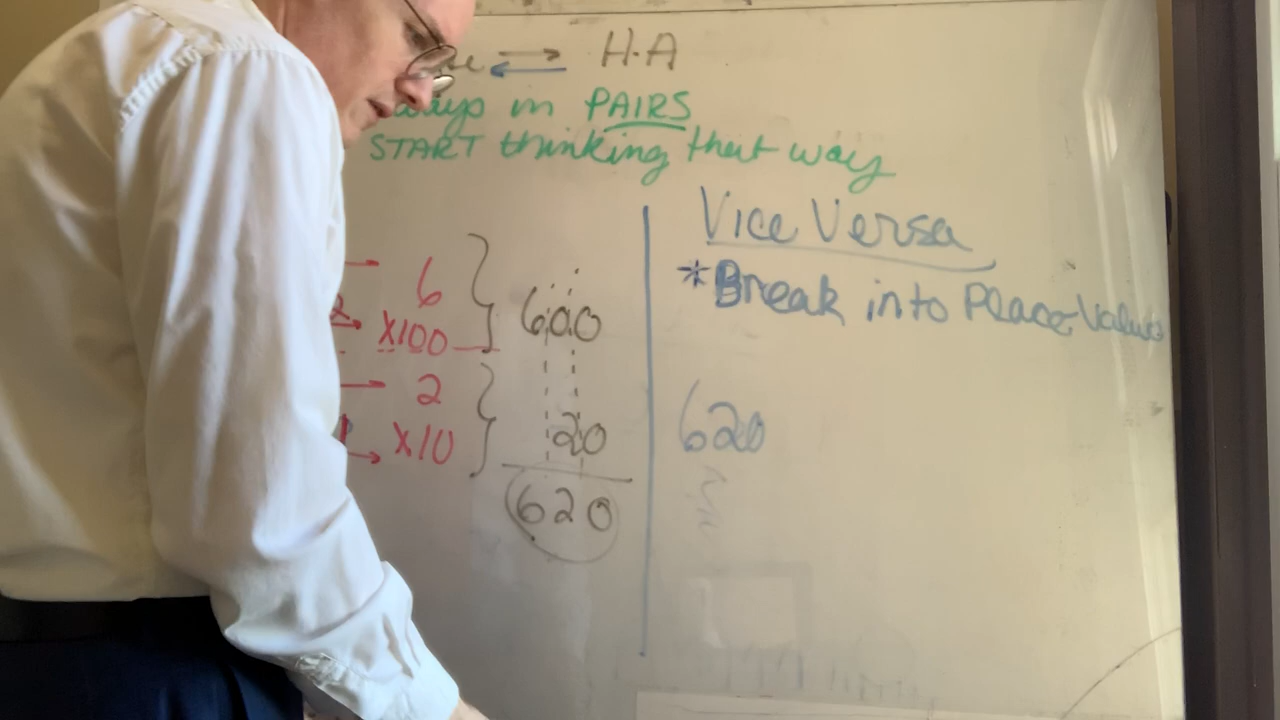 H-A
in PAIRS
START thinking that way
Vice Versa
*Break into Place Values
6
X100
600
2
X10
20
620
620